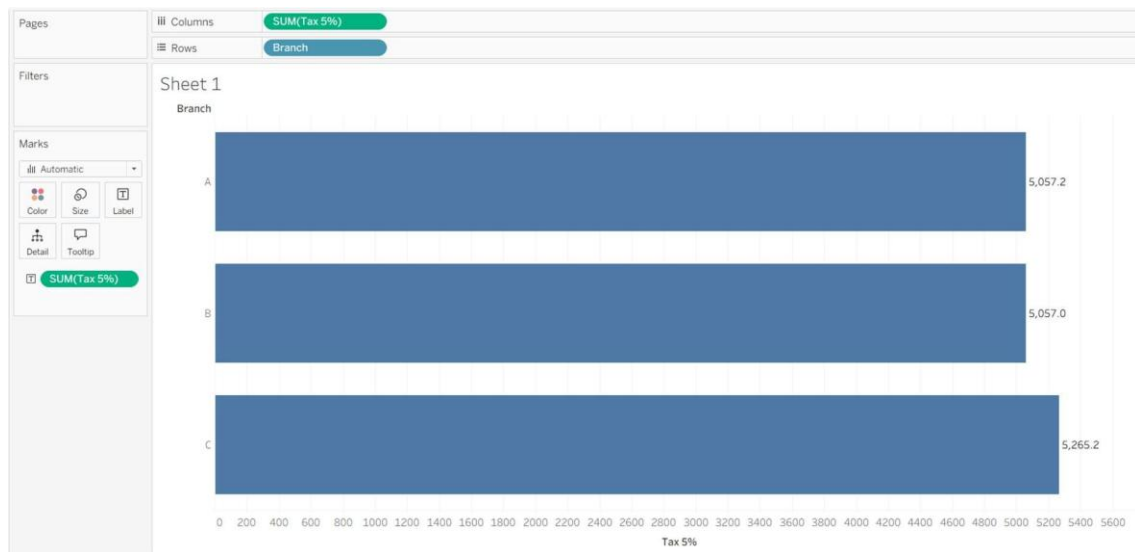 Pages
Columns
SUM(Tax 5%)
Rows
Branch
Filters
Marks
Automatic
Color
Size
Label
Detail
Tooltip
SUM(Tax 5%)
Sheet 1
Branch
A
5,057.2
B
5,057.0
C
5,265.2
0 200 400 600 800 1000 1200 1400 1600 1800 2000 2200 2400 2600 2800 3000 3200 3400 3600 3800 4000 4200 4400 4600 4800 5000 5200 5400 5600
Tax 5%